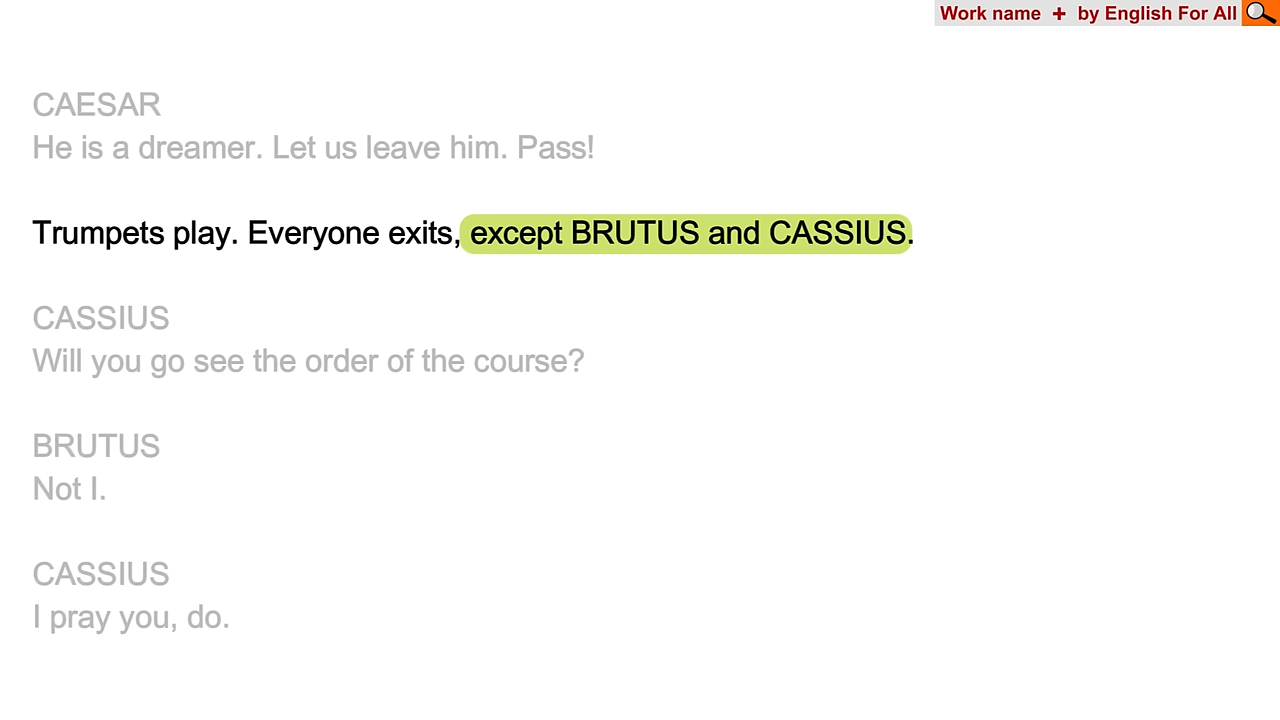 Work name + by English For All
CAESAR
He is a dreamer. Let us leave him. Pass!
Trumpets play. Everyone exits, except BRUTUS and CASSIUS.
CASSIUS
Will you go see the order of the course?
BRUTUS
Not I.
CASSIUS
I pray you, do.